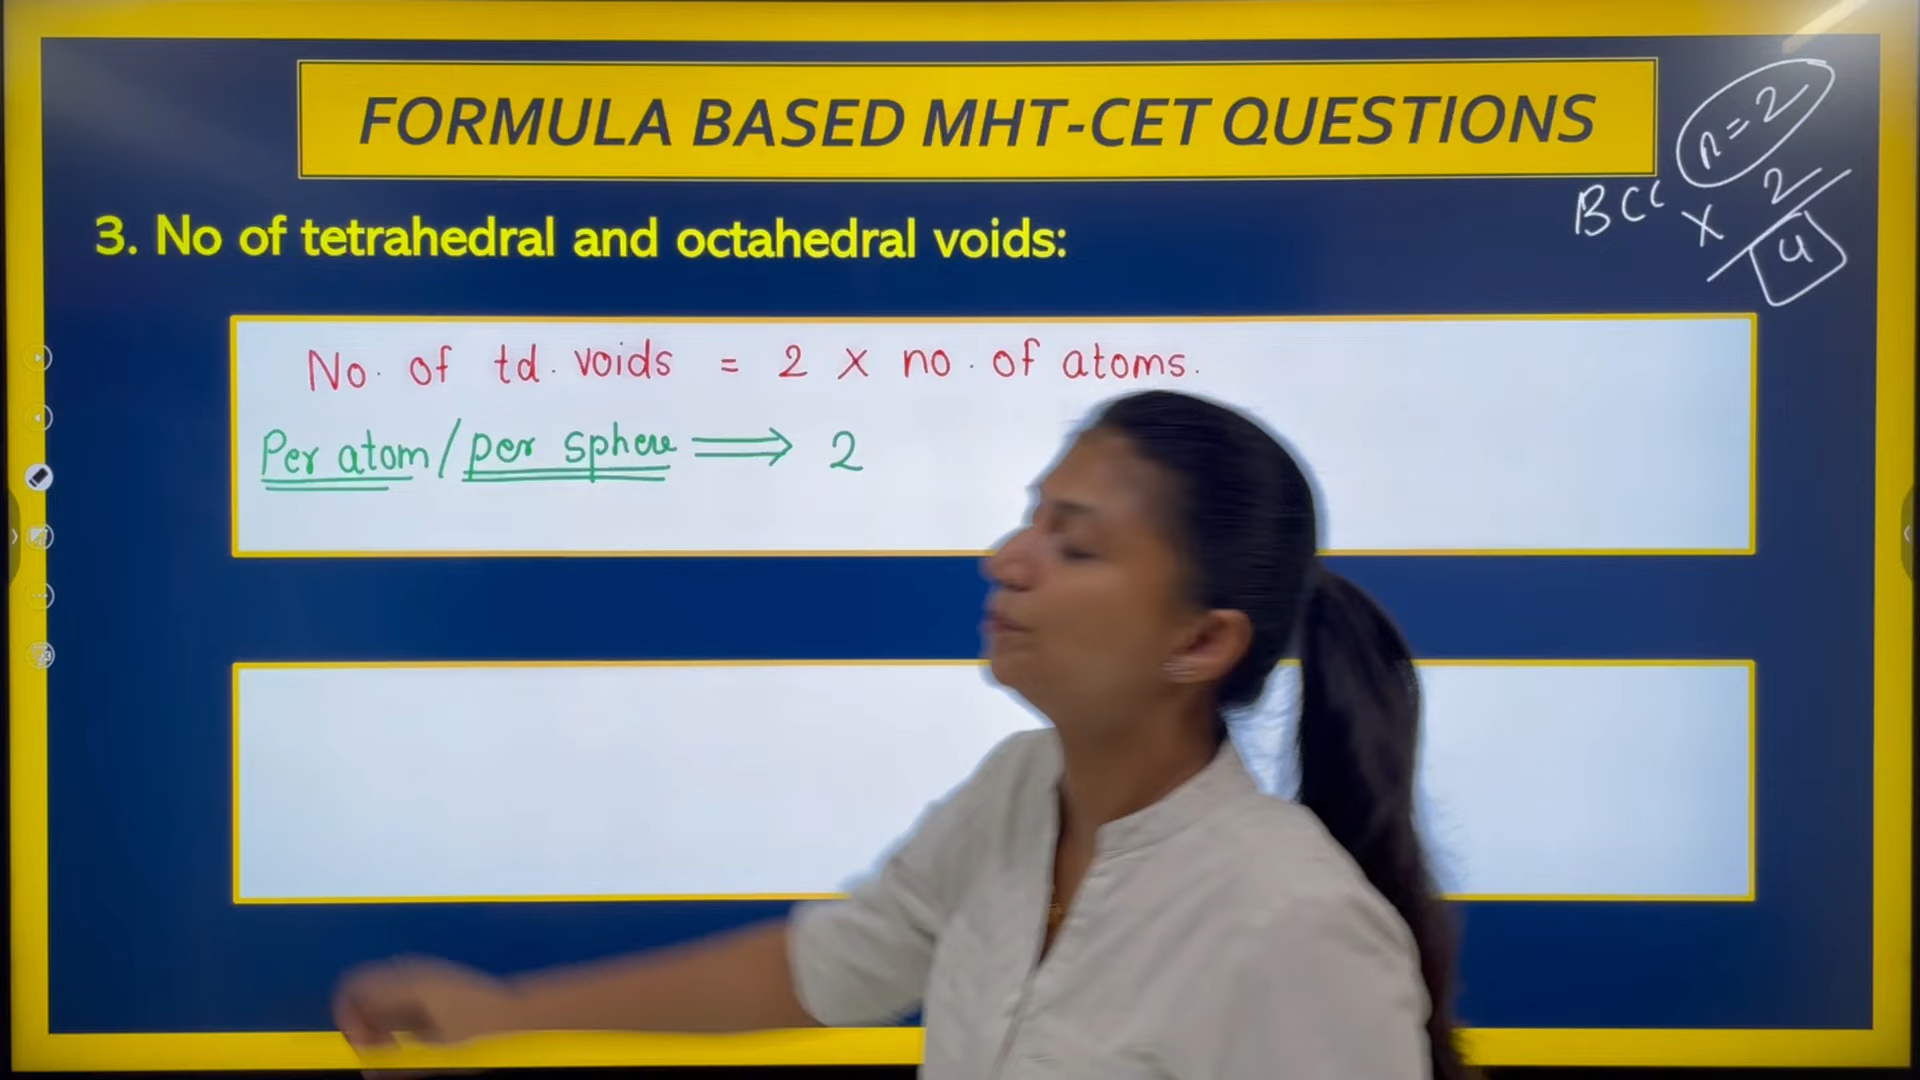 FORMULA BASED MHT-CET QUESTIONS
n=2
BCC × 2
4
3. No of tetrahedral and octahedral voids:
No. of td. voids = 2 × no. of atoms.
Per atom / per sphere ⟹ 2